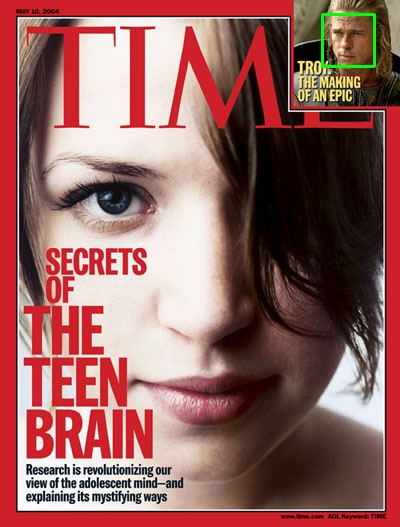 MAY 10, 2004
TIME
TROY
THE MAKING
OF AN EPIC
SECRETS
OF
THE
TEEN
BRAIN
Research is revolutionizing our
view of the adolescent mind—and
explaining its mystifying ways
www.time.com AOL Keyword: TIME